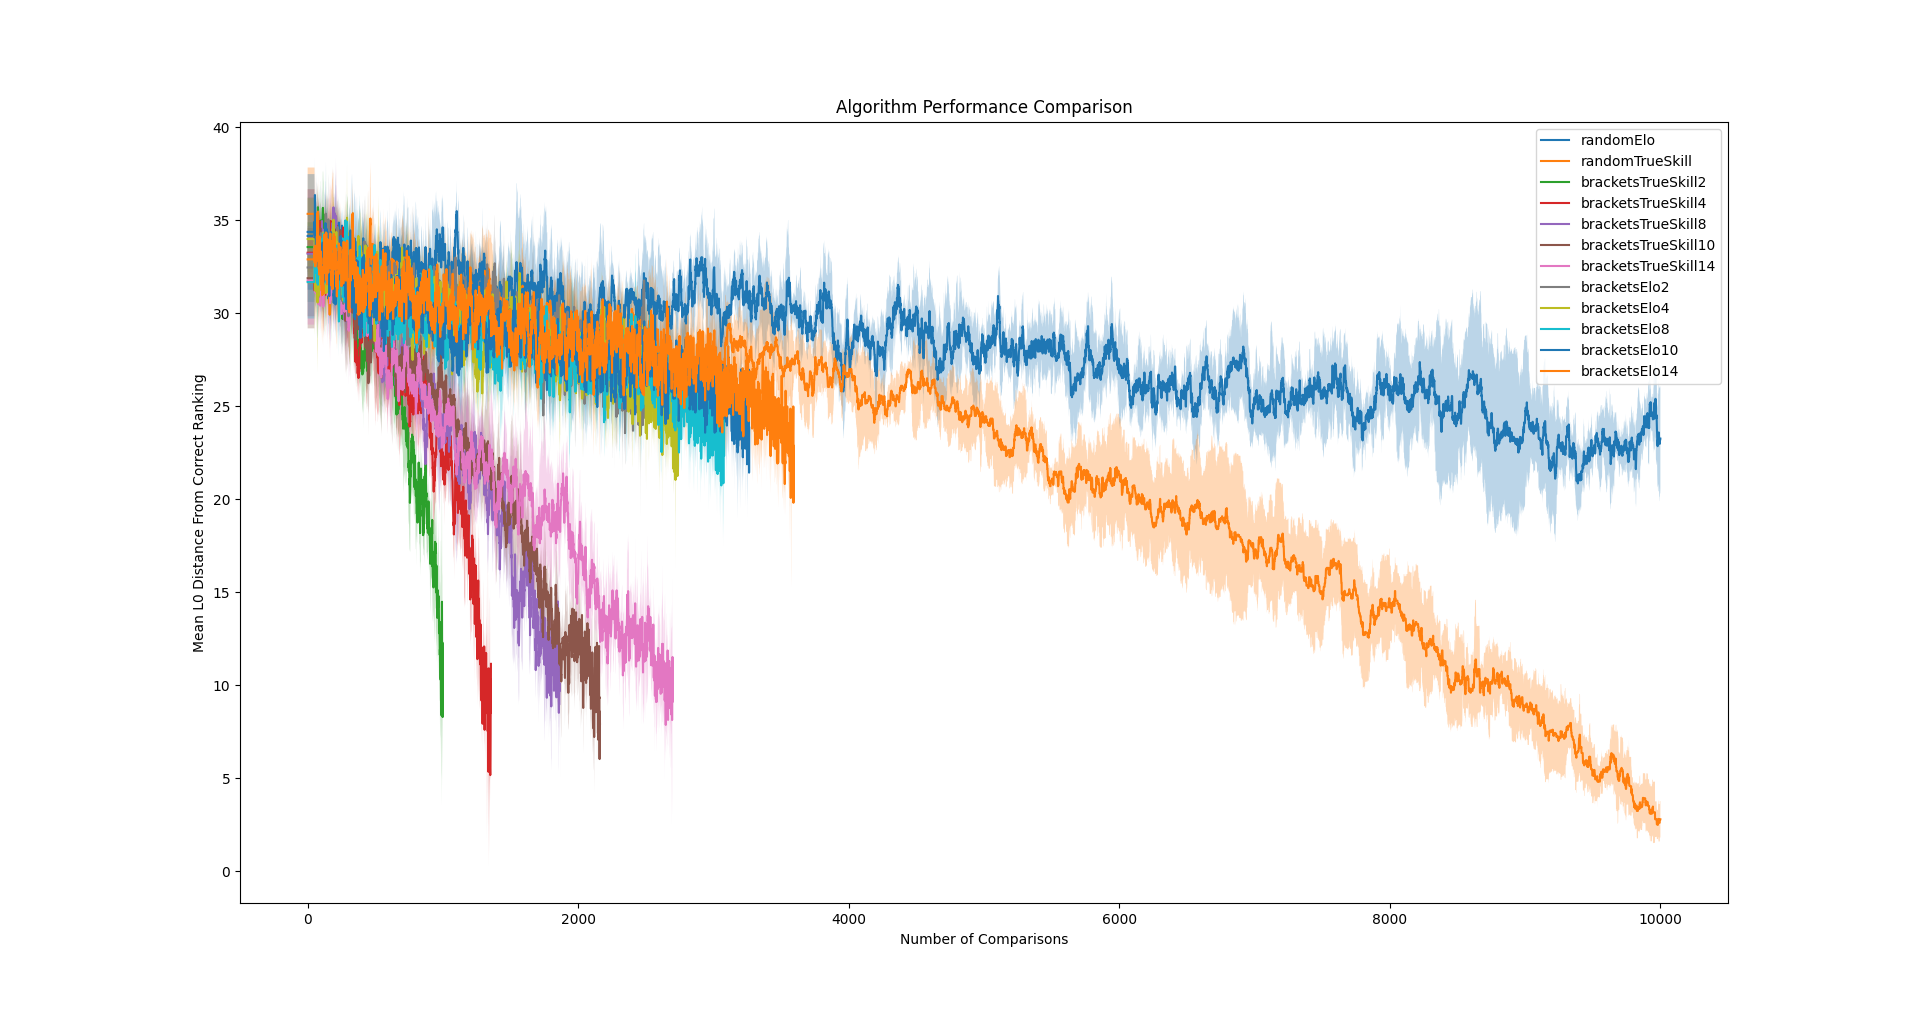 Algorithm Performance Comparison
40
35
30
25
20
15
10
5
0
Mean L0 Distance From Correct Ranking
0
2000
4000
6000
8000
10000
Number of Comparisons
randomElo
randomTrueSkill
bracketsTrueSkill2
bracketsTrueSkill4
bracketsTrueSkill8
bracketsTrueSkill10
bracketsTrueSkill14
bracketsElo2
bracketsElo4
bracketsElo8
bracketsElo10
bracketsElo14